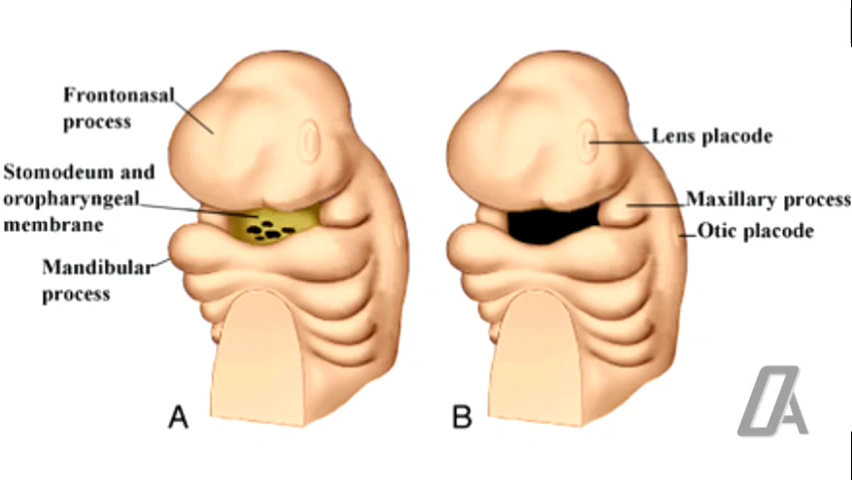 Frontonasal
process
Stomodeum and
oropharyngeal
membrane
Mandibular
process
A
Lens placode
Maxillary process
Otic placode
B